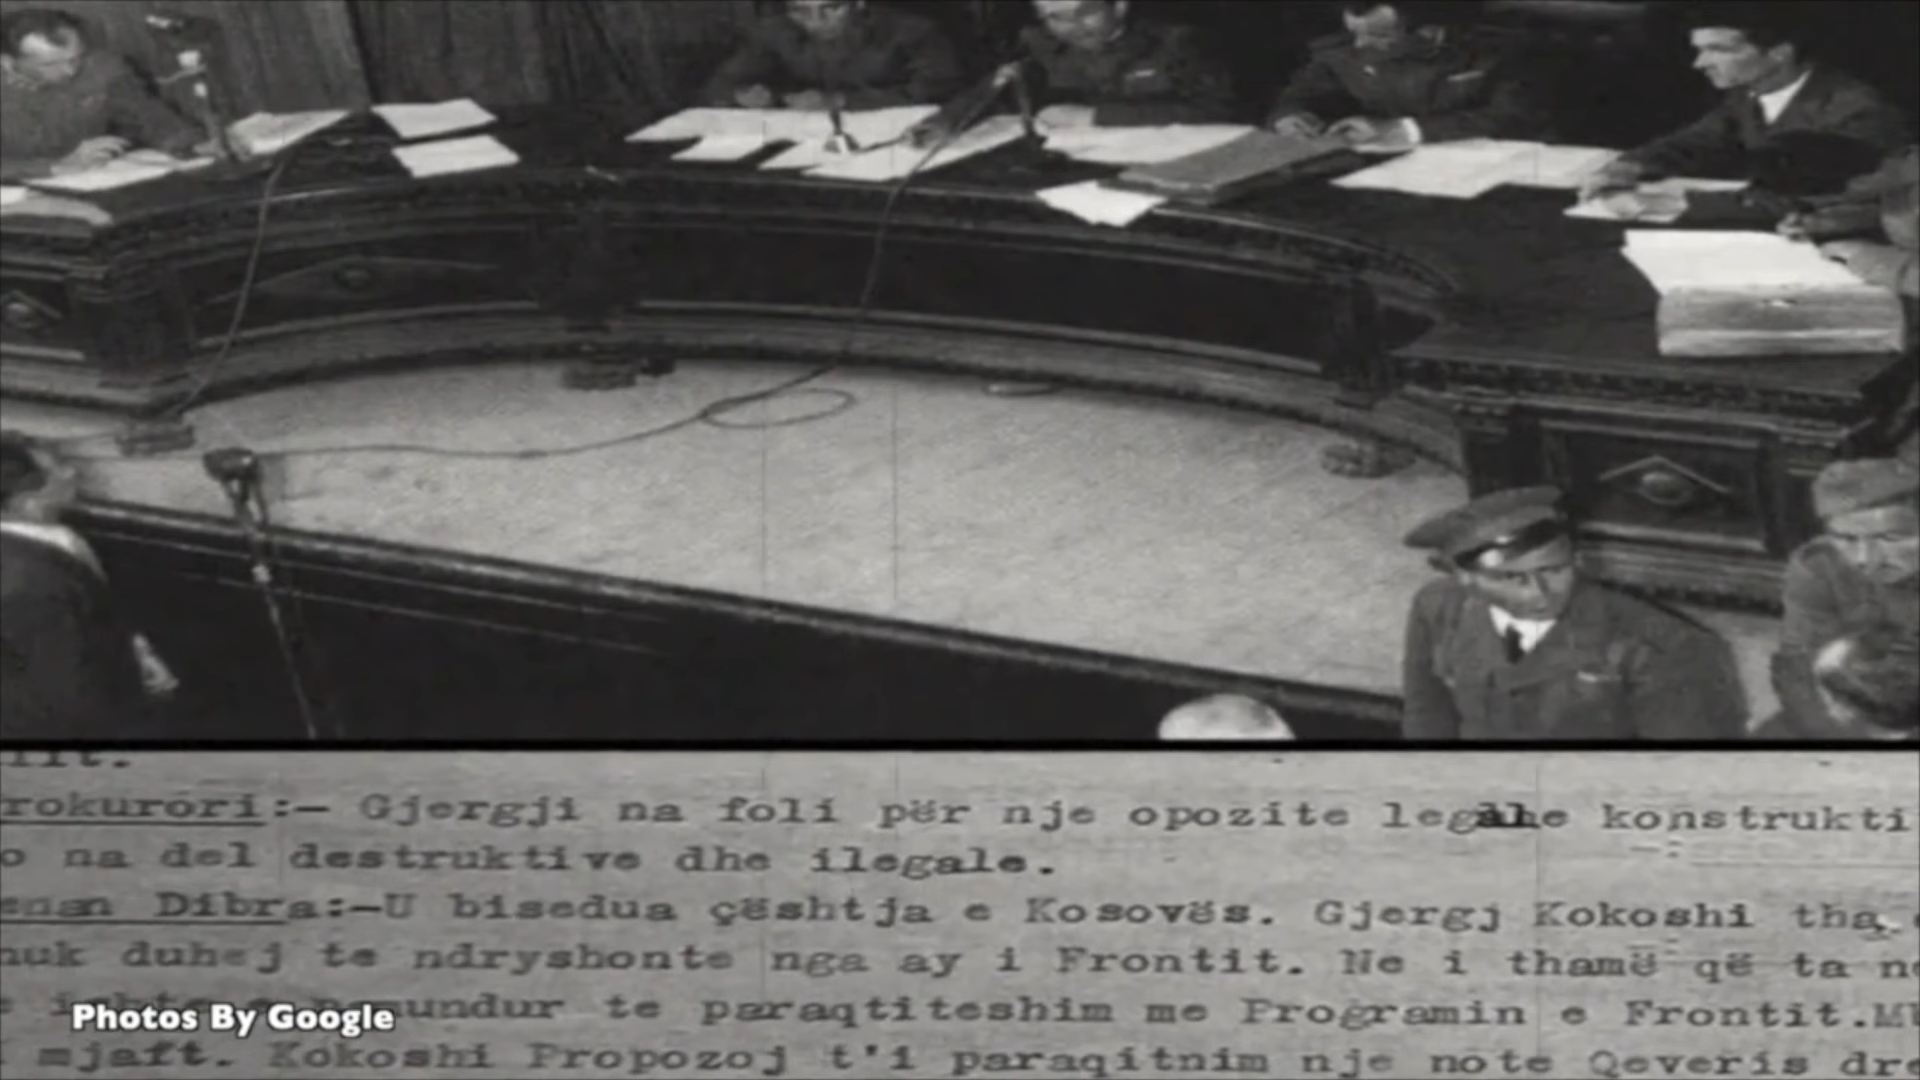 rokurori:- Gjergji na foli për nje opozite legale konstrukti
o na del destruktive dhe ilegale.
enan Dibra:-U bisedua çështja e Kosovës. Gjergj Kokoshi tha
nuk duhej te ndryshonte nga ay i Frontit. Ne i thamë që ta
te paraqtiteshim me Programin e Frontit.
mjaft. Kokoshi Propozoj t'i paraqitnim nje note Qeveris
Photos By Google